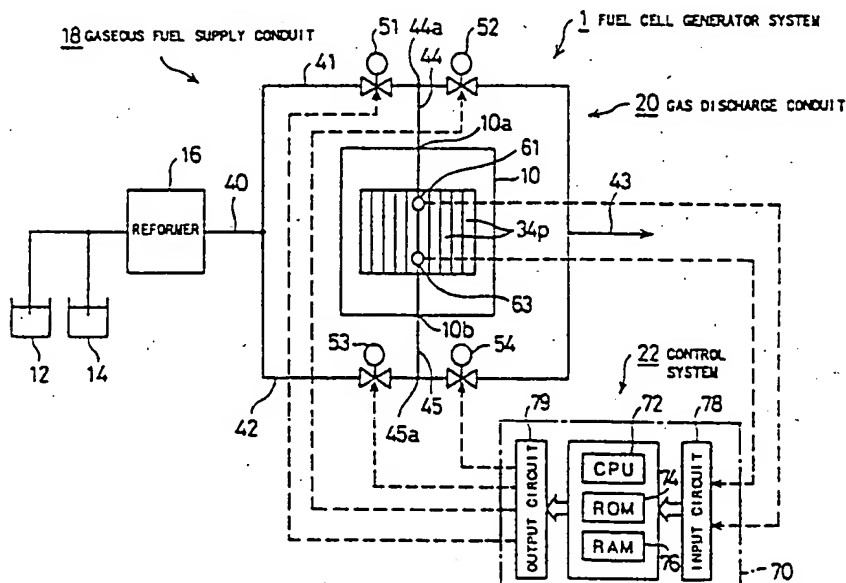 51
52
1 FUEL CELL GENERATOR SYSTEM
18 GASEOUS FUEL SUPPLY CONDUIT
44a
44
41
20 GAS DISCHARGE CONDUIT
10a
61
16
10
40
43
REFORMER
34p
63
10b
53
54
12
14
22 CONTROL SYSTEM
45
42
45a
79
72
78
OUTPUT CIRCUIT
CPU
74
ROM
RAM
76
INPUT CIRCUIT
70